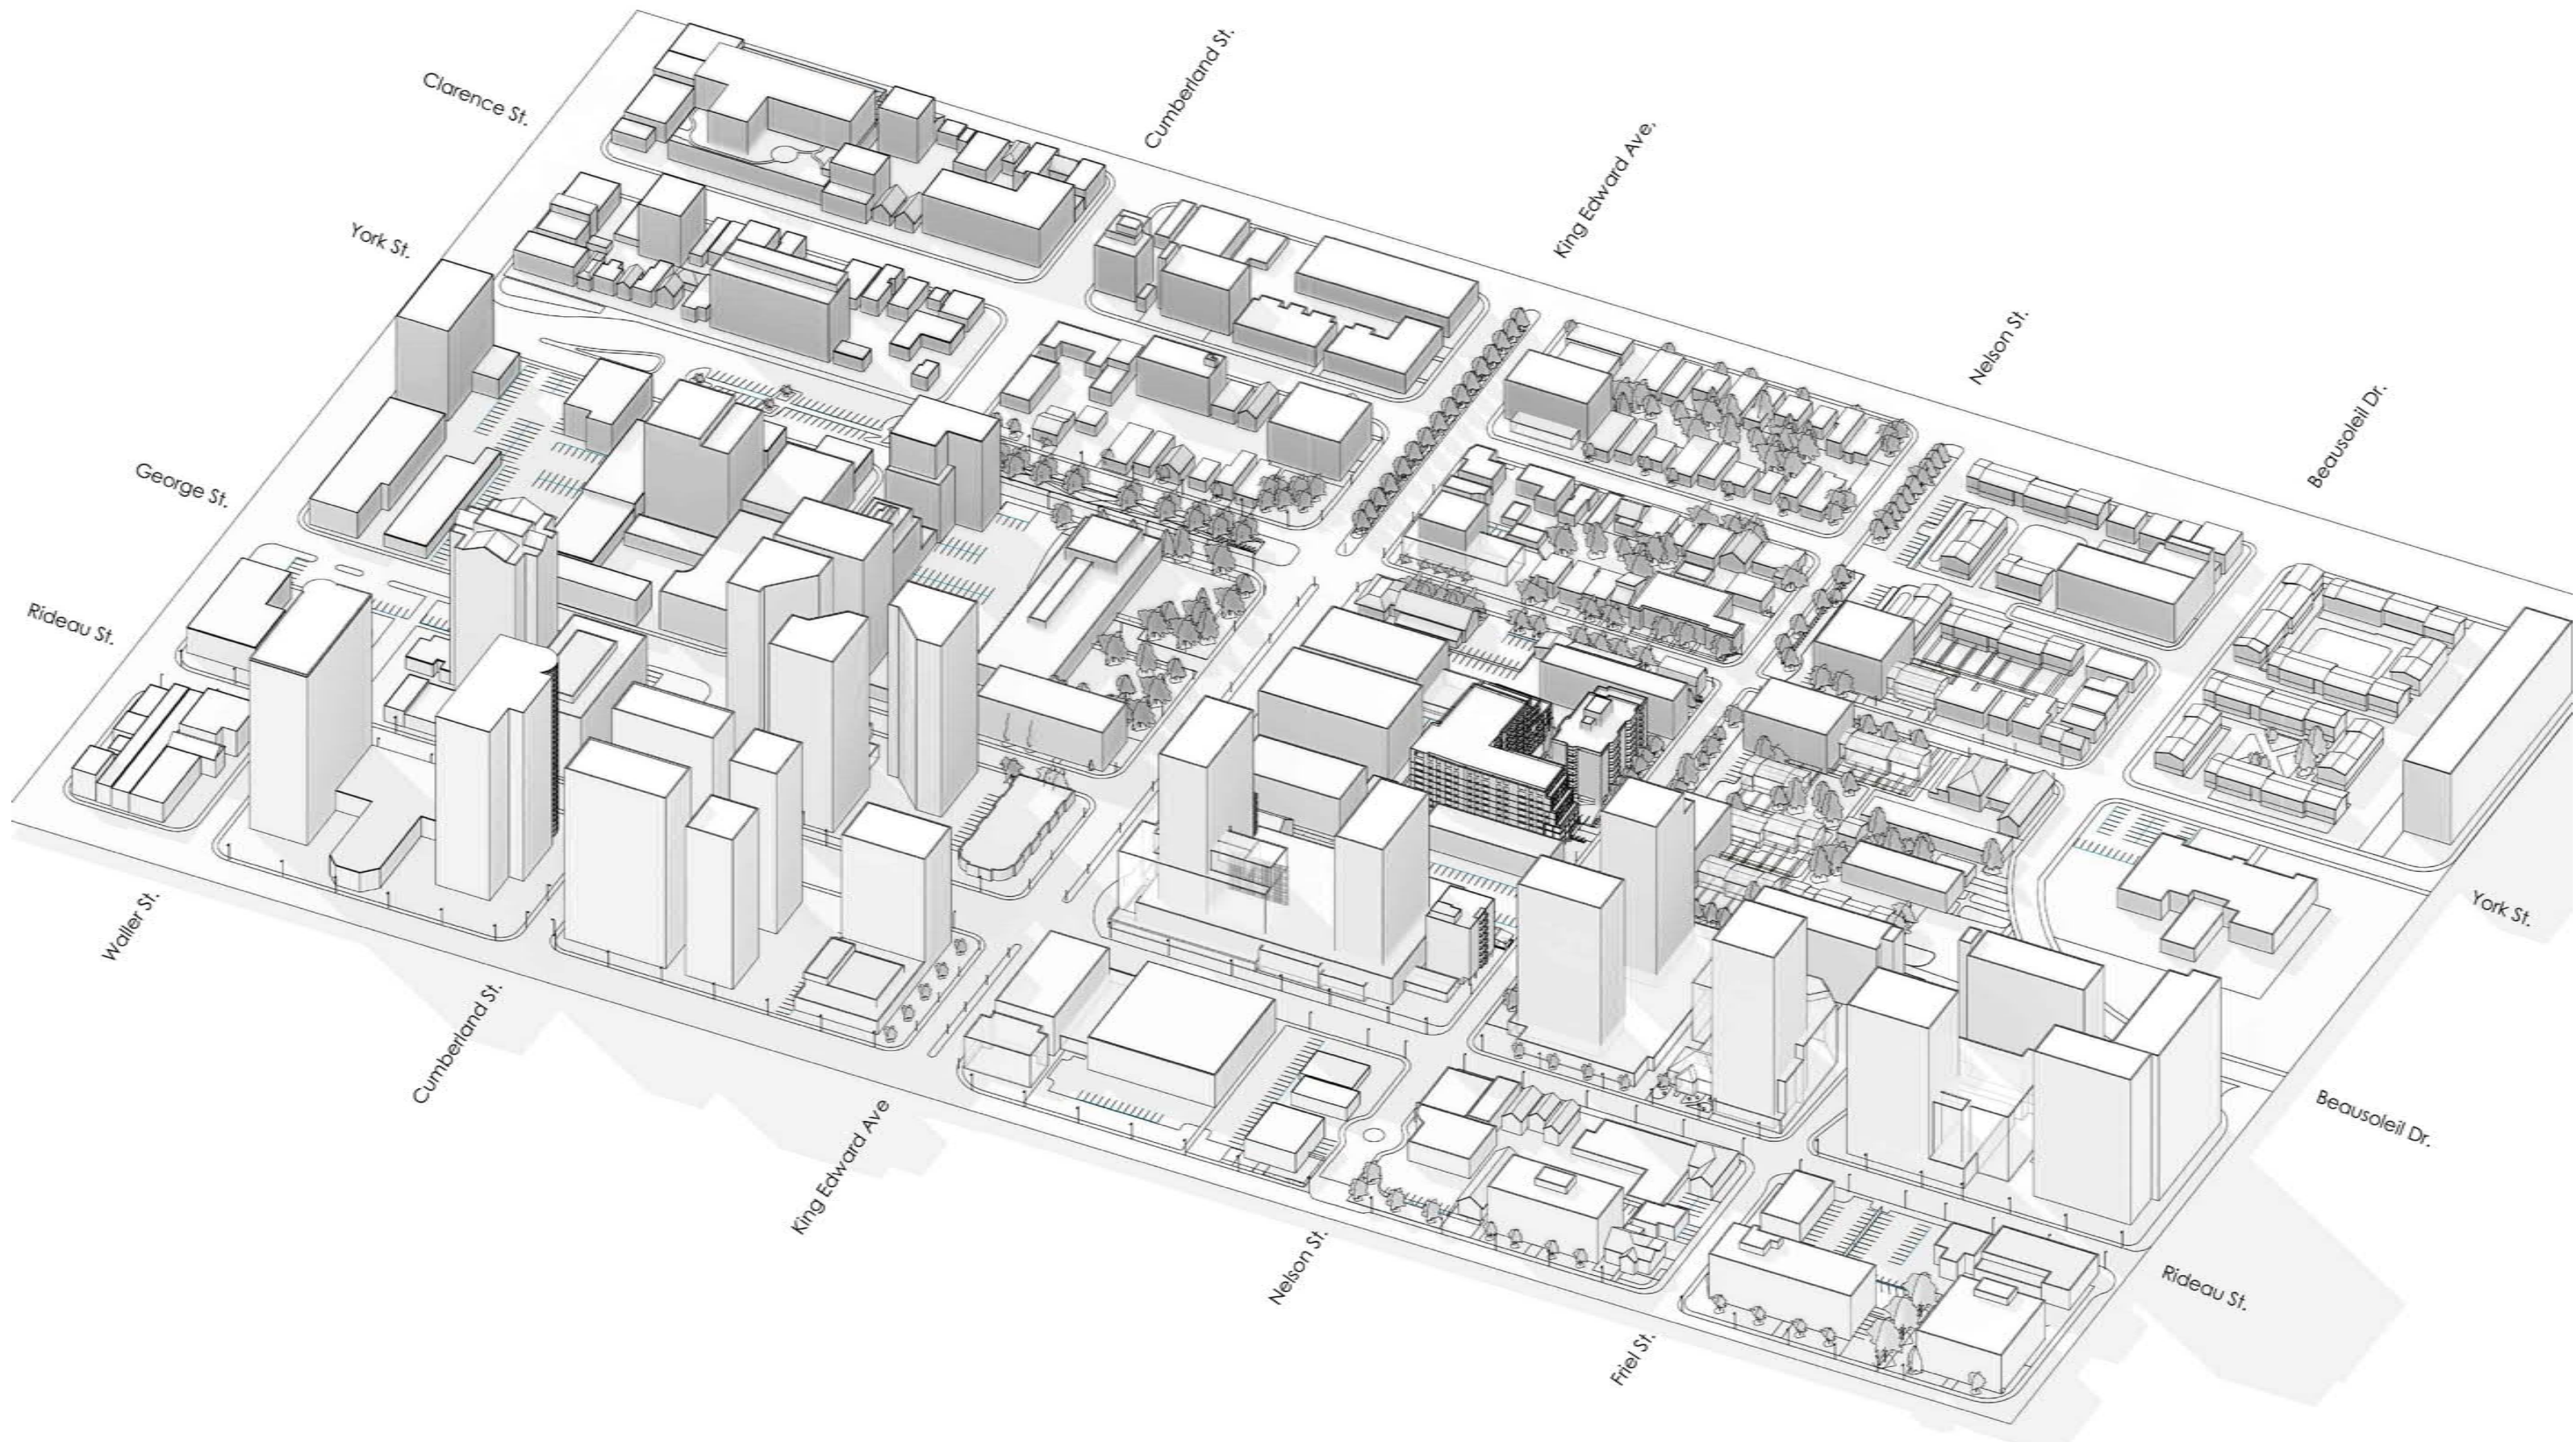 Clarence St.
Cumberland St.
York St.
King Edward Ave,
George St.
Nelson St.
Beausoleil Dr.
Rideau St.
Waller St.
Cumberland St.
King Edward Ave
Nelson St.
Friel St.
York St.
Beausoleil Dr.
Rideau St.